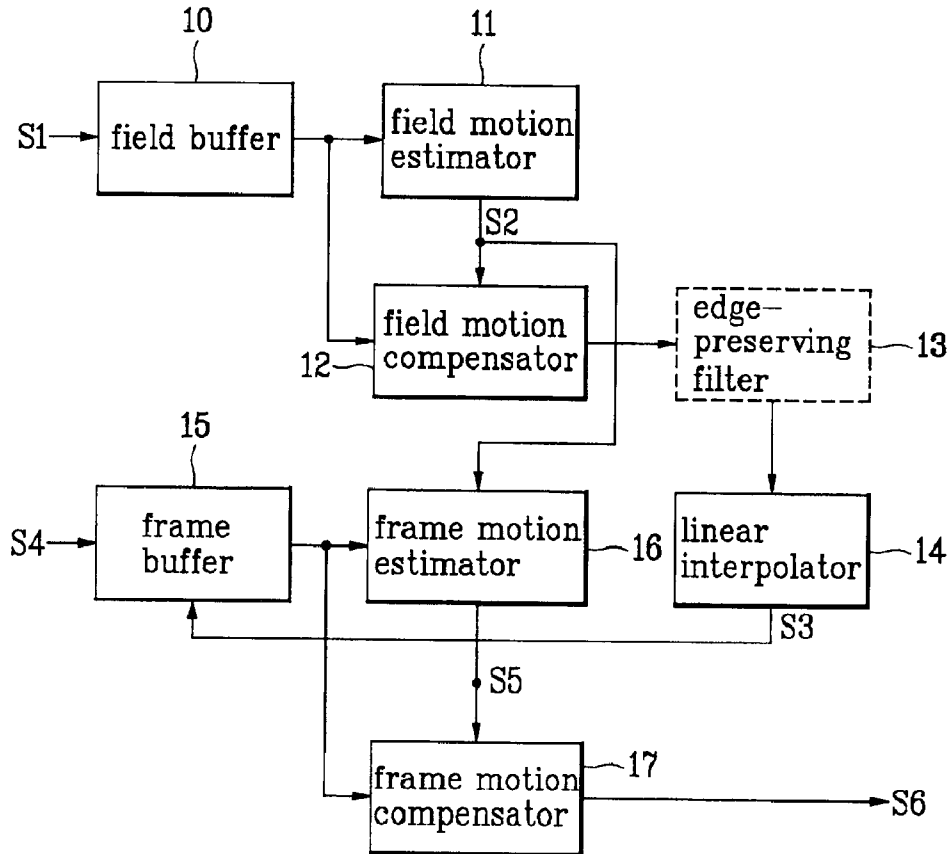 10
11
S1
field buffer
field motion
estimator
S2
field motion
compensator
12
edge-
preserving
filter
13
15
S4
frame
buffer
frame motion
estimator
16
linear
interpolator
14
S3
S5
frame motion
compensator
17
S6